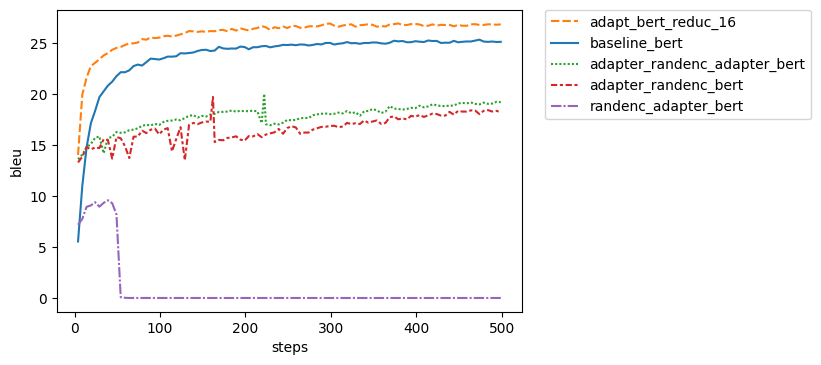 adapt_bert_reduc_16
baseline_bert
adapter_randenc_adapter_bert
adapter_randenc_bert
randenc_adapter_bert
bleu
25
20
15
10
5
0
0 100 200 300 400 500
steps